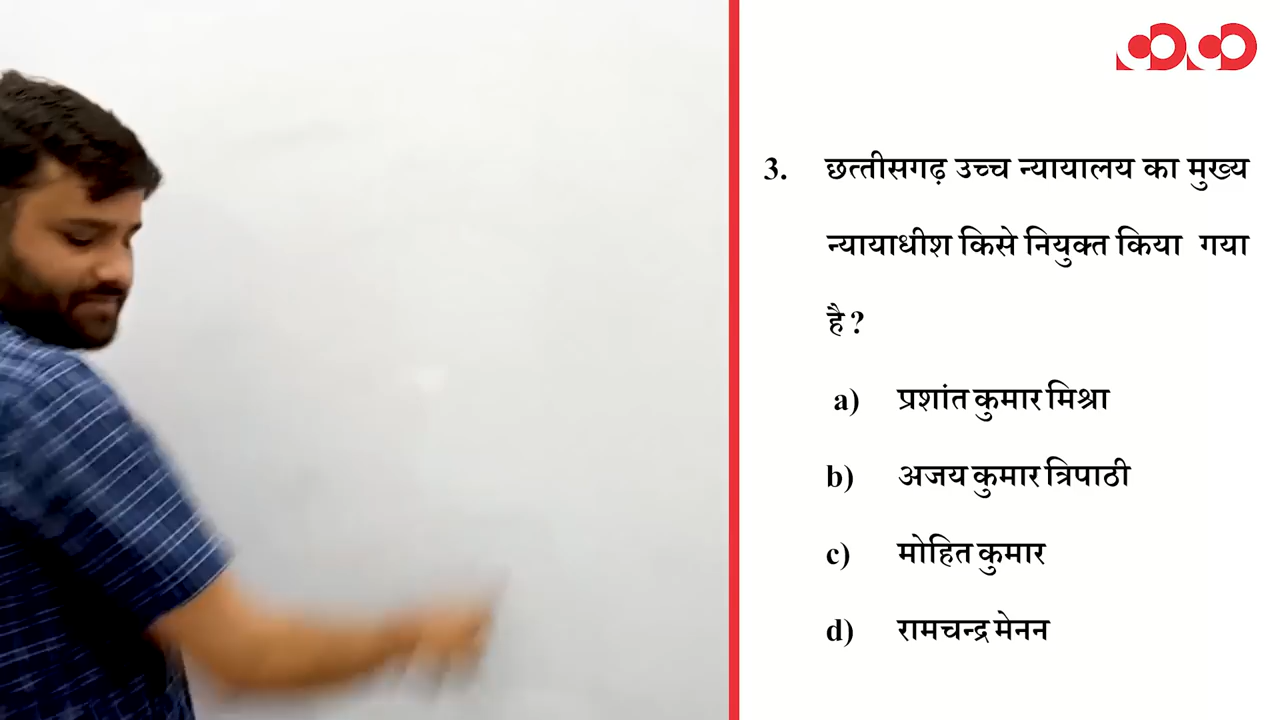 3. छत्तीसगढ़ उच्च न्यायालय का मुख्य
न्यायाधीश किसे नियुक्त किया गया
है ?
a) प्रशांत कुमार मिश्रा
b) अजय कुमार त्रिपाठी
c) मोहित कुमार
d) रामचन्द्र मेनन